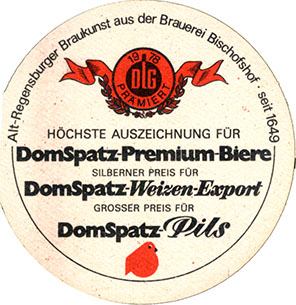 Alt-Regensburger Braukunst aus der Brauerei Bischofshof · seit 1649
1978
DLG
PRÄMIERT
HÖCHSTE AUSZEICHNUNG FÜR
DomSpatz-Premium-Biere
SILBERNER PREIS FÜR
DomSpatz-Weizen-Export
GROSSER PREIS FÜR
DomSpatz-Pils